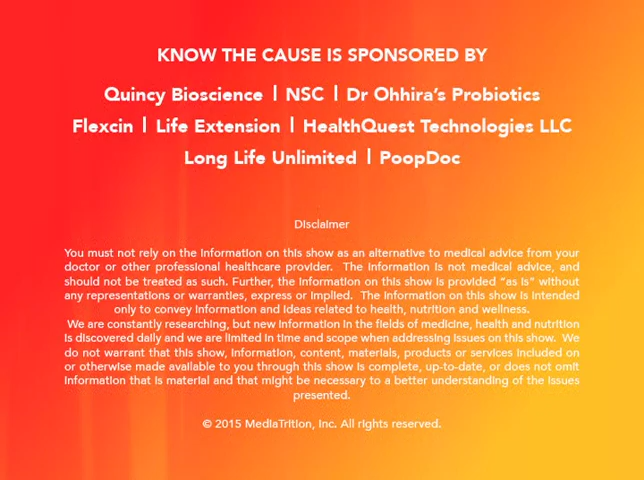 KNOW THE CAUSE IS SPONSORED BY
Quincy Bioscience | NSC | Dr Ohhira's Probiotics
Flexcin | Life Extension | HealthQuest Technologies LLC
Long Life Unlimited | PoopDoc
Disclaimer
You must not rely on the information on this show as an alternative to medical advice from your
doctor or other professional healthcare provider. The information is not medical advice, and
should not be treated as such. Further, the information on this show is provided "as is" without
any representations or warranties, express or implied. The information on this show is intended
only to convey information and ideas related to health, nutrition and wellness.
We are constantly researching, but new information in the fields of medicine, health and nutrition
is discovered daily and we are limited in time and scope when addressing issues on this show. We
do not warrant that this show, information, content, materials, products or services included on
or otherwise made available to you through this show is complete, up-to-date, or does not omit
information that is material and that might be necessary to a better understanding of the issues
presented.
© 2015 MediaTrition, Inc. All rights reserved.